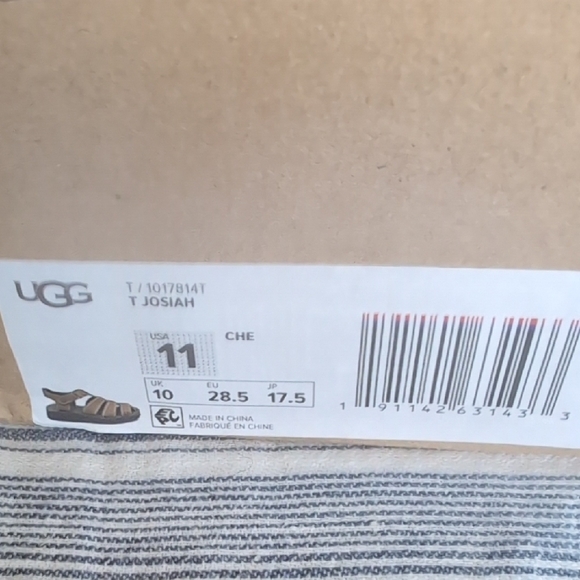 UGG
T / 1017814T
T JOSIAH
USA
11
CHE
UK EU JP
10 28.5 17.5
MADE IN CHINA
FABRIQUÉ EN CHINE
1 91142 63143 3